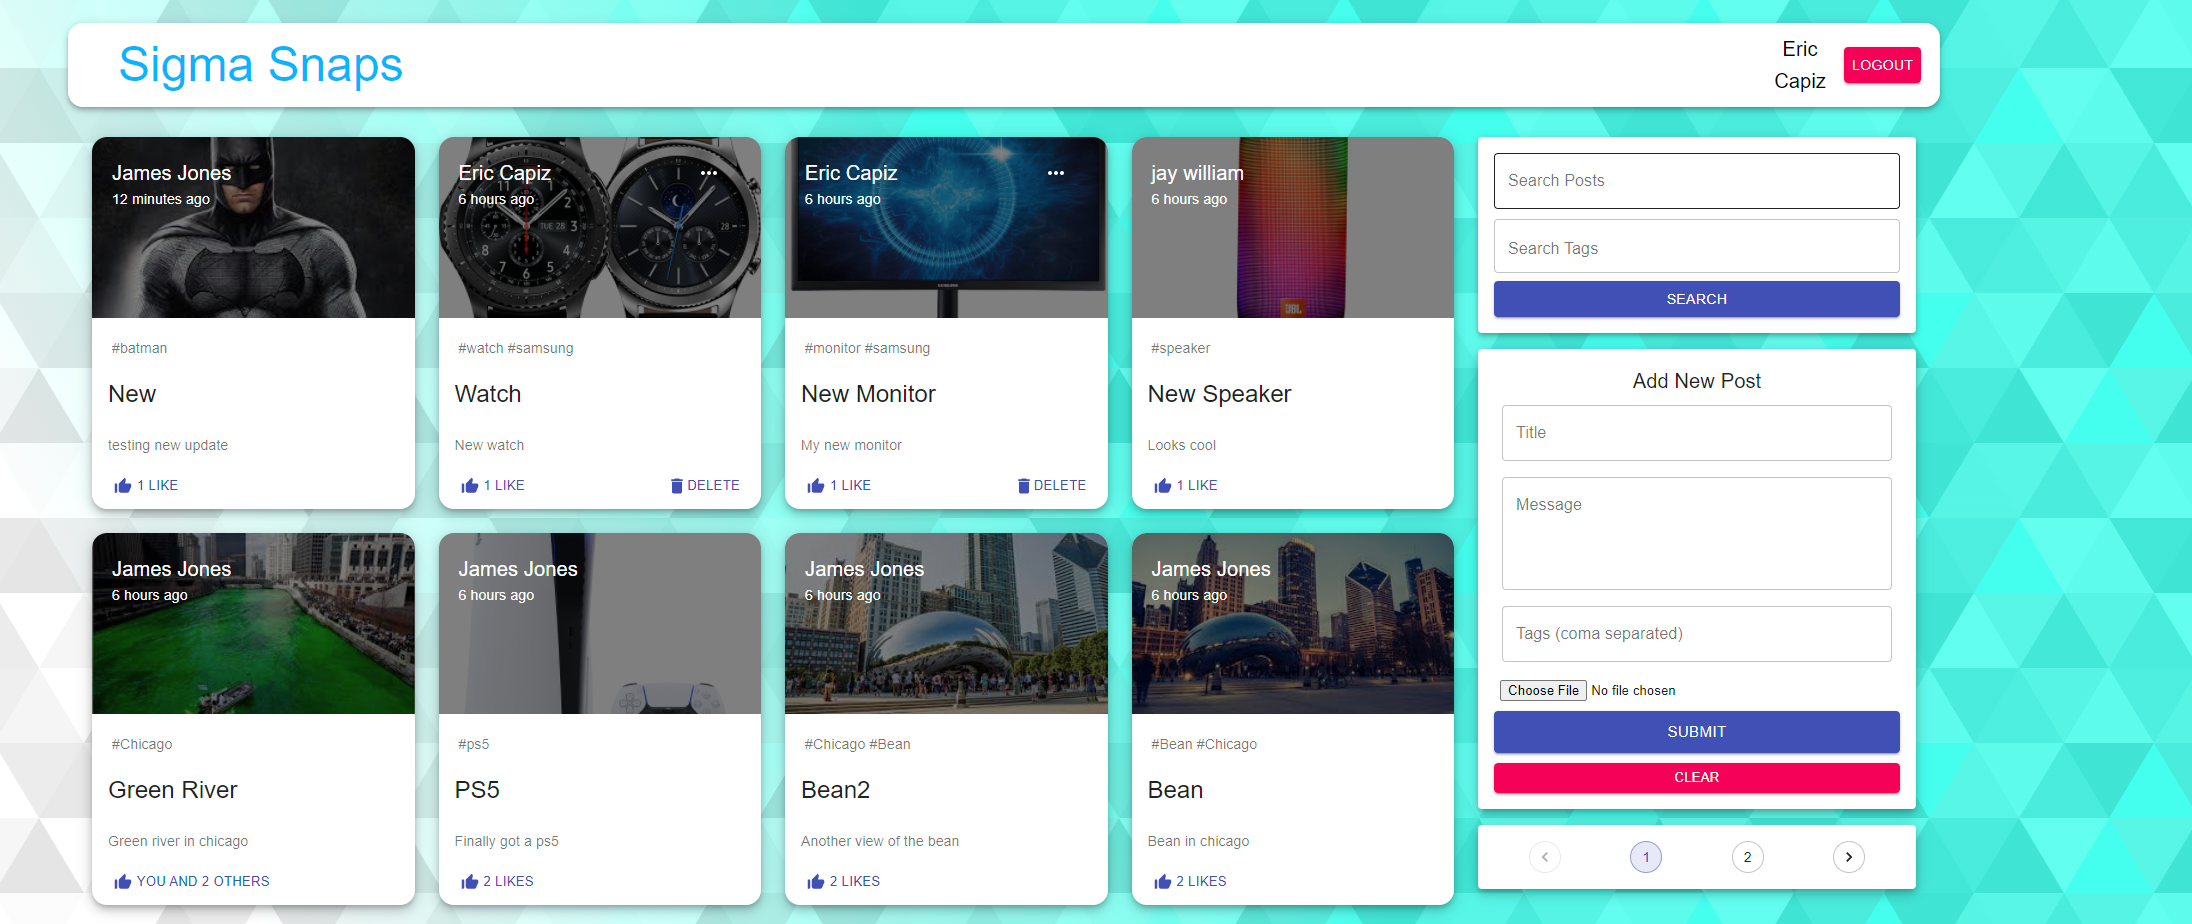 Sigma Snaps
Eric
Capiz
LOGOUT
James Jones
12 minutes ago
#batman
New
testing new update
1 LIKE
Eric Capiz
6 hours ago
#watch #samsung
Watch
New watch
1 LIKE
DELETE
Eric Capiz
6 hours ago
SAMSUNG
#monitor #samsung
New Monitor
My new monitor
1 LIKE
DELETE
jay william
6 hours ago
JBL
#speaker
New Speaker
Looks cool
1 LIKE
James Jones
6 hours ago
#Chicago
Green River
Green river in chicago
YOU AND 2 OTHERS
James Jones
6 hours ago
#ps5
PS5
Finally got a ps5
2 LIKES
James Jones
6 hours ago
#Chicago #Bean
Bean2
Another view of the bean
2 LIKES
James Jones
6 hours ago
#Bean #Chicago
Bean
Bean in chicago
2 LIKES
Search Posts
Search Tags
SEARCH
Add New Post
Title
Message
Tags (coma separated)
Choose File No file chosen
SUBMIT
CLEAR
1 2